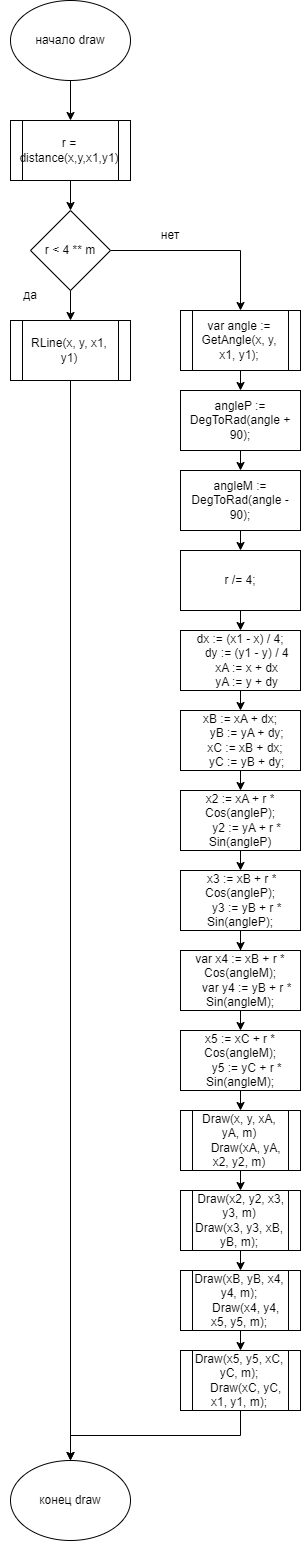 начало draw
r =
distance(x,y,x1,y1)
r < 4 ** m
нет
да
RLine(x, y, x1,
y1)
var angle :=
GetAngle(x, y,
x1, y1);
angleP :=
DegToRad(angle +
90);
angleM :=
DegToRad(angle -
90);
r /= 4;
dx := (x1 - x) / 4;
dy := (y1 - y) / 4
xA := x + dx
yA := y + dy
xB := xA + dx;
yB := yA + dy;
xC := xB + dx;
yC := yB + dy;
x2 := xA + r *
Cos(angleP);
y2 := yA + r *
Sin(angleP)
x3 := xB + r *
Cos(angleP);
y3 := yB + r *
Sin(angleP);
var x4 := xB + r *
Cos(angleM);
var y4 := yB + r *
Sin(angleM);
x5 := xC + r *
Cos(angleM);
y5 := yC + r *
Sin(angleM);
Draw(x, y, xA,
yA, m)
Draw(xA, yA,
x2, y2, m)
Draw(x2, y2, x3,
y3, m)
Draw(x3, y3, xB,
yB, m);
Draw(xB, yB, x4,
y4, m);
Draw(x4, y4,
x5, y5, m);
Draw(x5, y5, xC,
yC, m);
Draw(xC, yC,
x1, y1, m);
конец draw